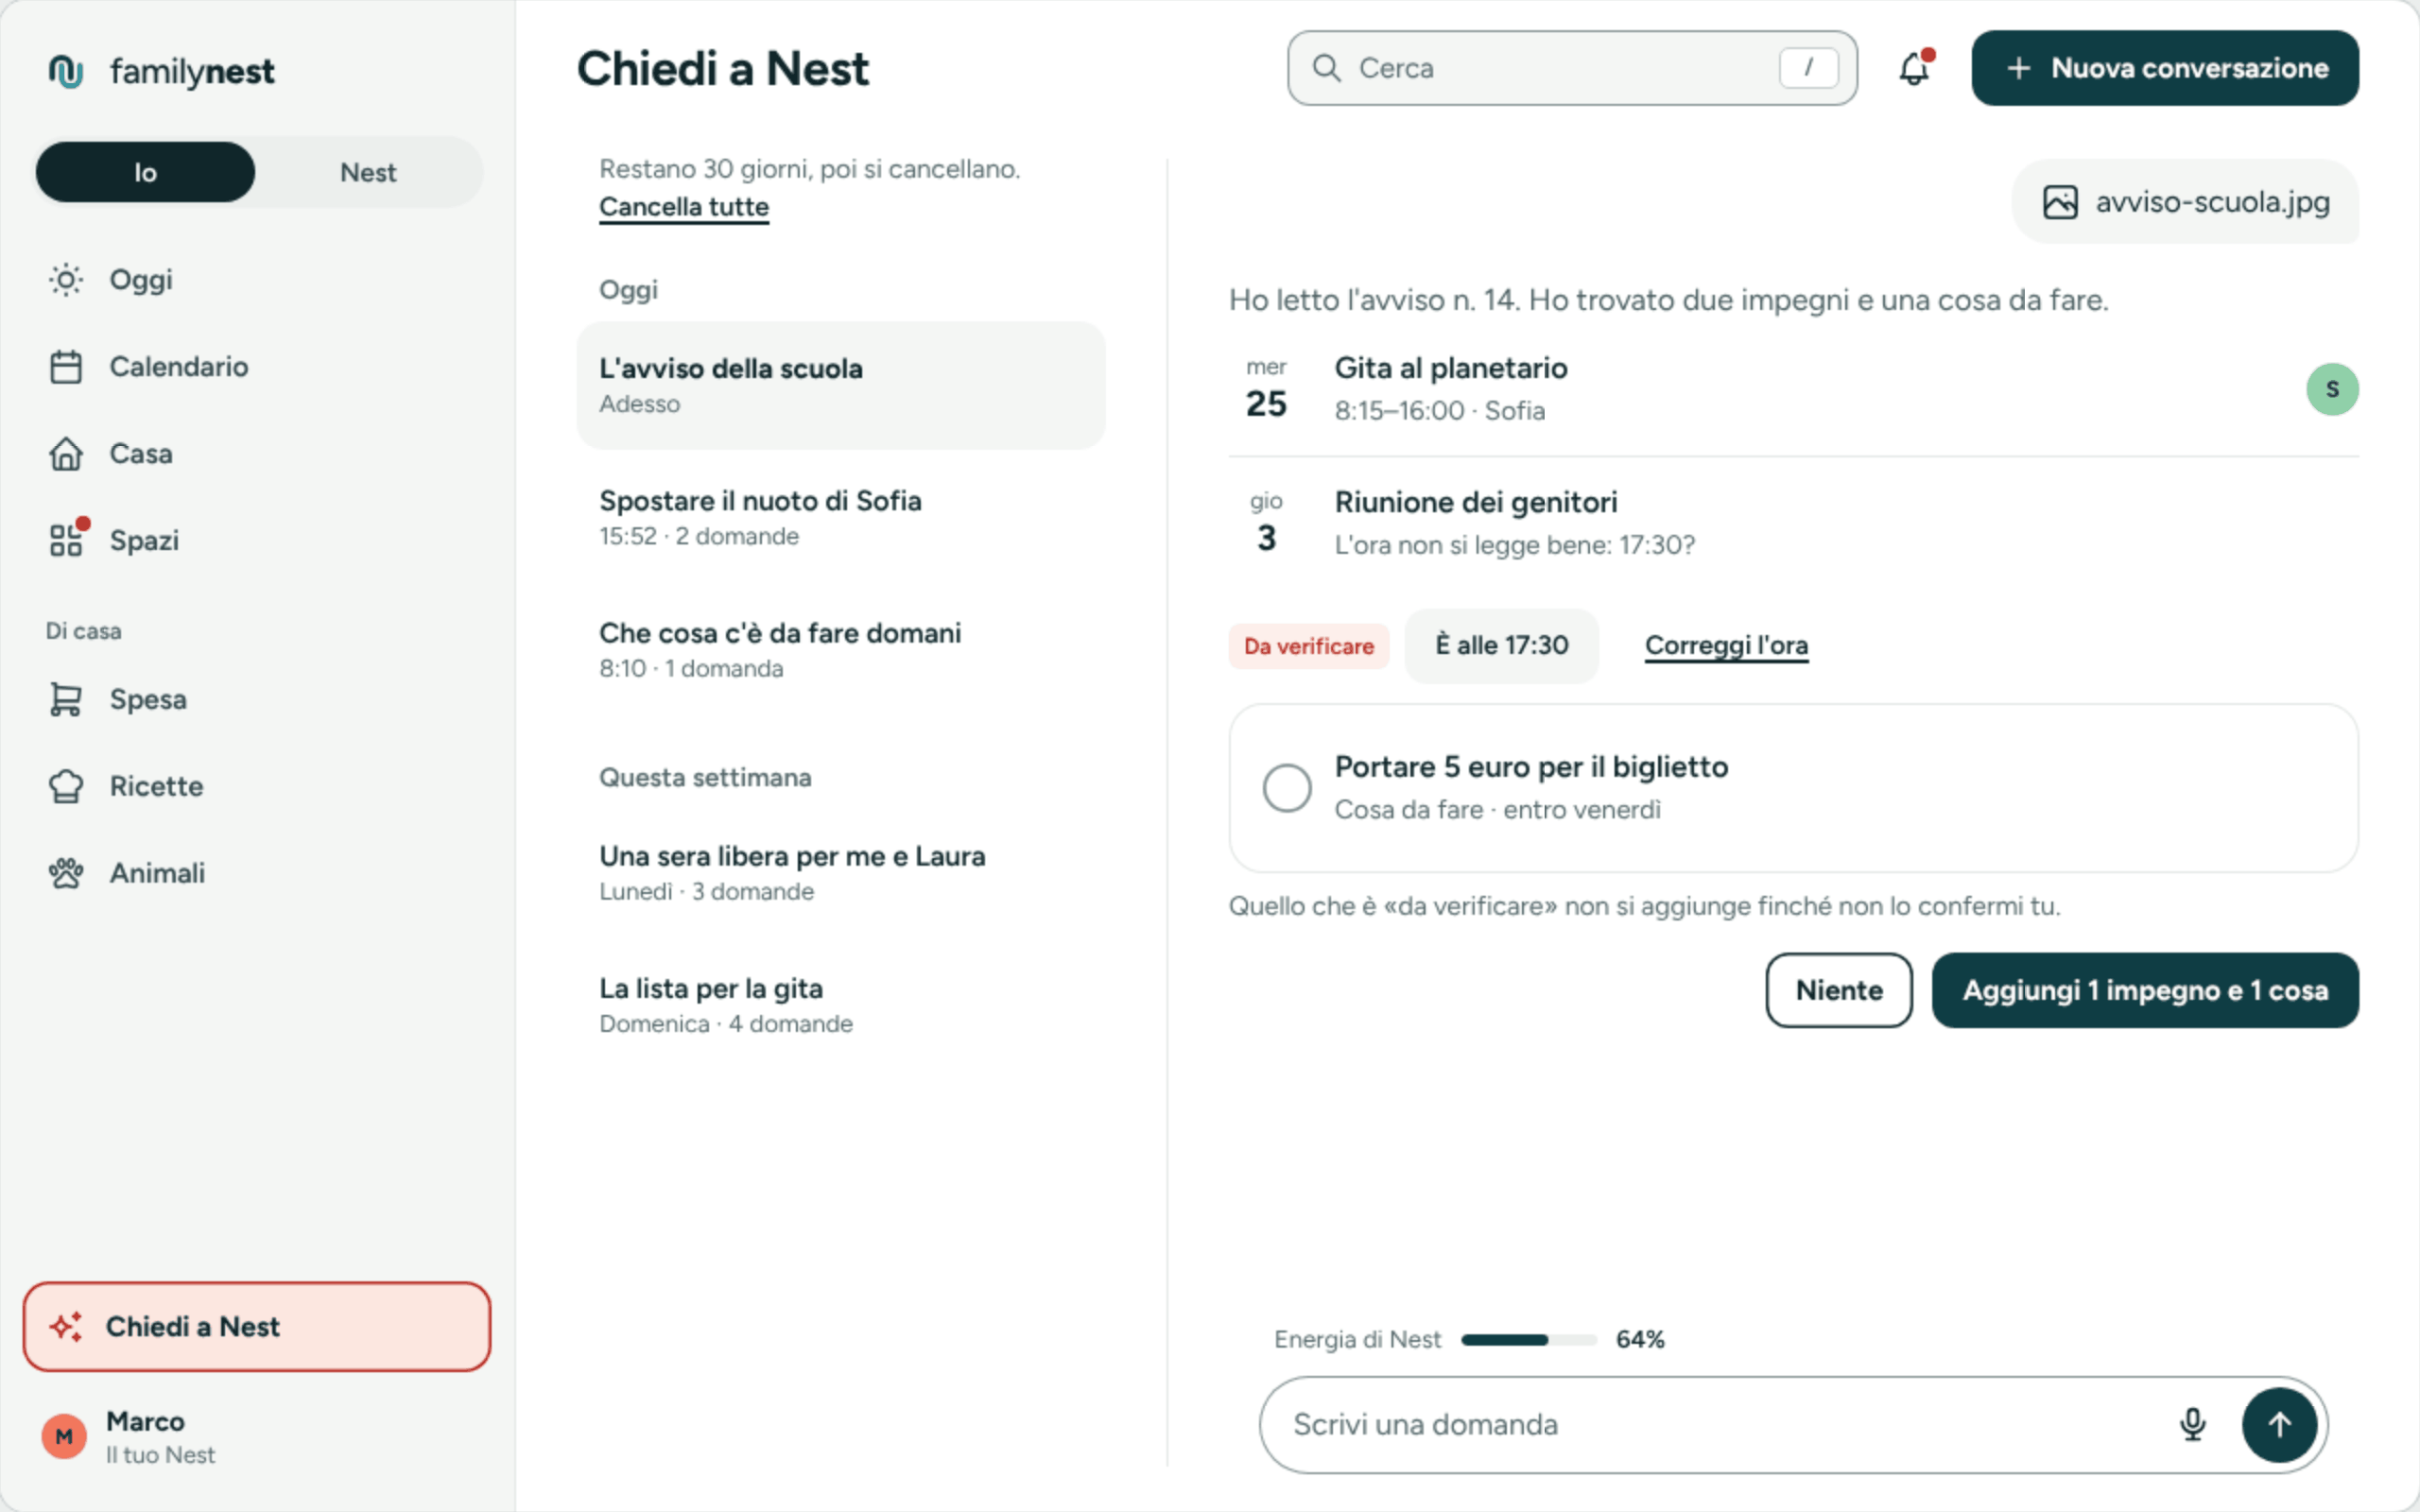 familynest
Io
Nest
Oggi
Calendario
Casa
Spazi
Di casa
Spesa
Ricette
Animali
Chiedi a Nest
M
Marco
Il tuo Nest
Chiedi a Nest
Cerca
/
Nuova conversazione
Restano 30 giorni, poi si cancellano.
Cancella tutte
Oggi
L'avviso della scuola
Adesso
Spostare il nuoto di Sofia
15:52 · 2 domande
Che cosa c'è da fare domani
8:10 · 1 domanda
Questa settimana
Una sera libera per me e Laura
Lunedì · 3 domande
La lista per la gita
Domenica · 4 domande
avviso-scuola.jpg
Ho letto l'avviso n. 14. Ho trovato due impegni e una cosa da fare.
mer
25
Gita al planetario
8:15–16:00 · Sofia
S
gio
3
Riunione dei genitori
L'ora non si legge bene: 17:30?
Da verificare
È alle 17:30
Correggi l'ora
Portare 5 euro per il biglietto
Cosa da fare · entro venerdì
Quello che è «da verificare» non si aggiunge finché non lo confermi tu.
Niente
Aggiungi 1 impegno e 1 cosa
Energia di Nest
64%
Scrivi una domanda